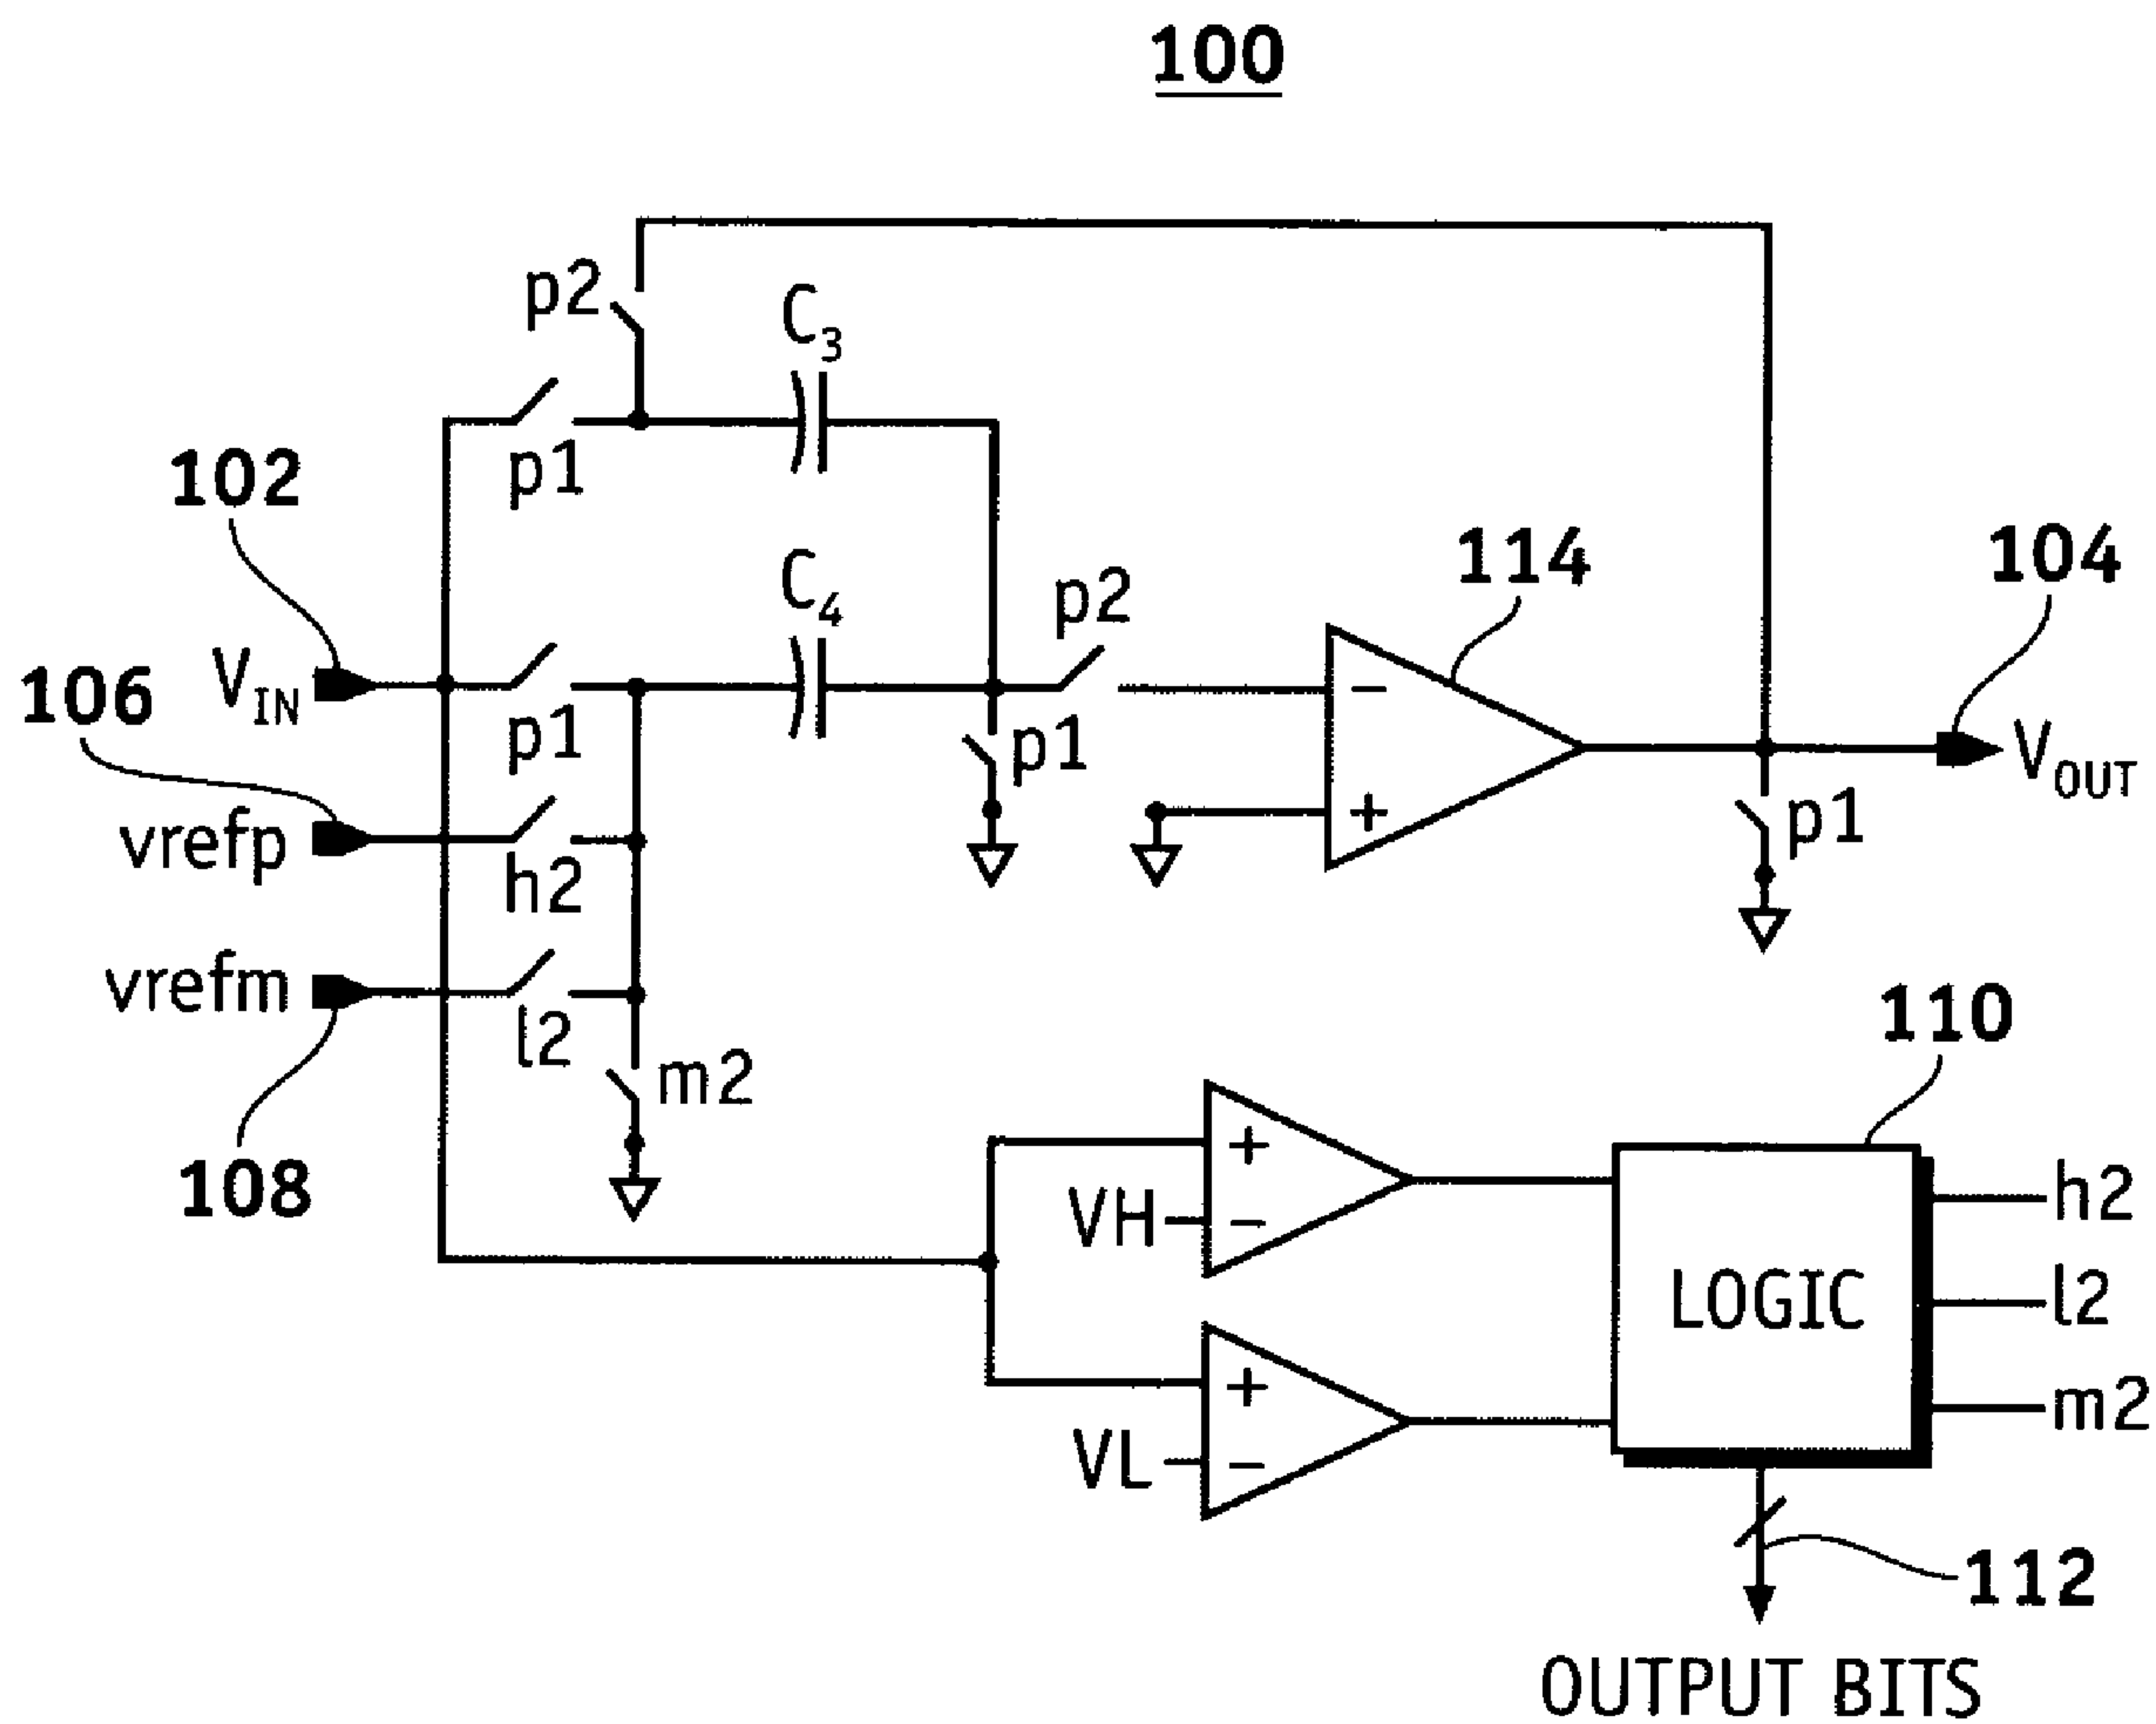 100
p2
C3
p1
102
C4
p2
114
104
VIN
106
p1
p1
−
VOUT
vrefp
+
p1
h2
vrefm
l2
110
m2
108
+
h2
VH
−
LOGIC
l2
+
m2
VL
−
112
OUTPUT BITS